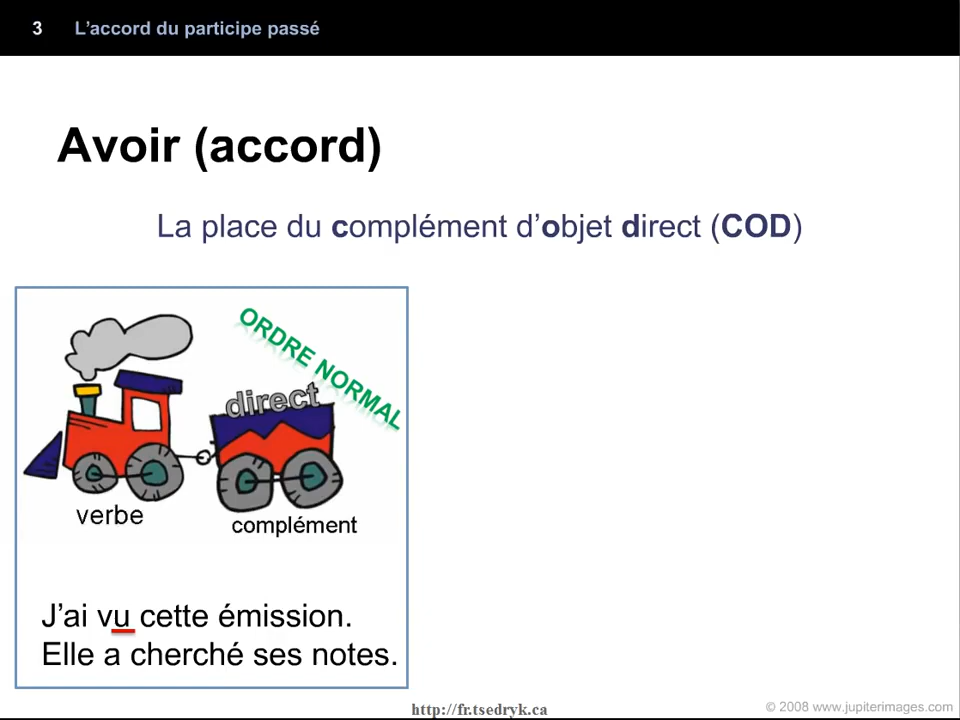 3 L’accord du participe passé
Avoir (accord)
La place du complément d’objet direct (COD)
ORDRE NORMAL
direct
verbe
complément
J’ai vu cette émission.
Elle a cherché ses notes.
http://fr.tsedryk.ca
© 2008 www.jupiterimages.com